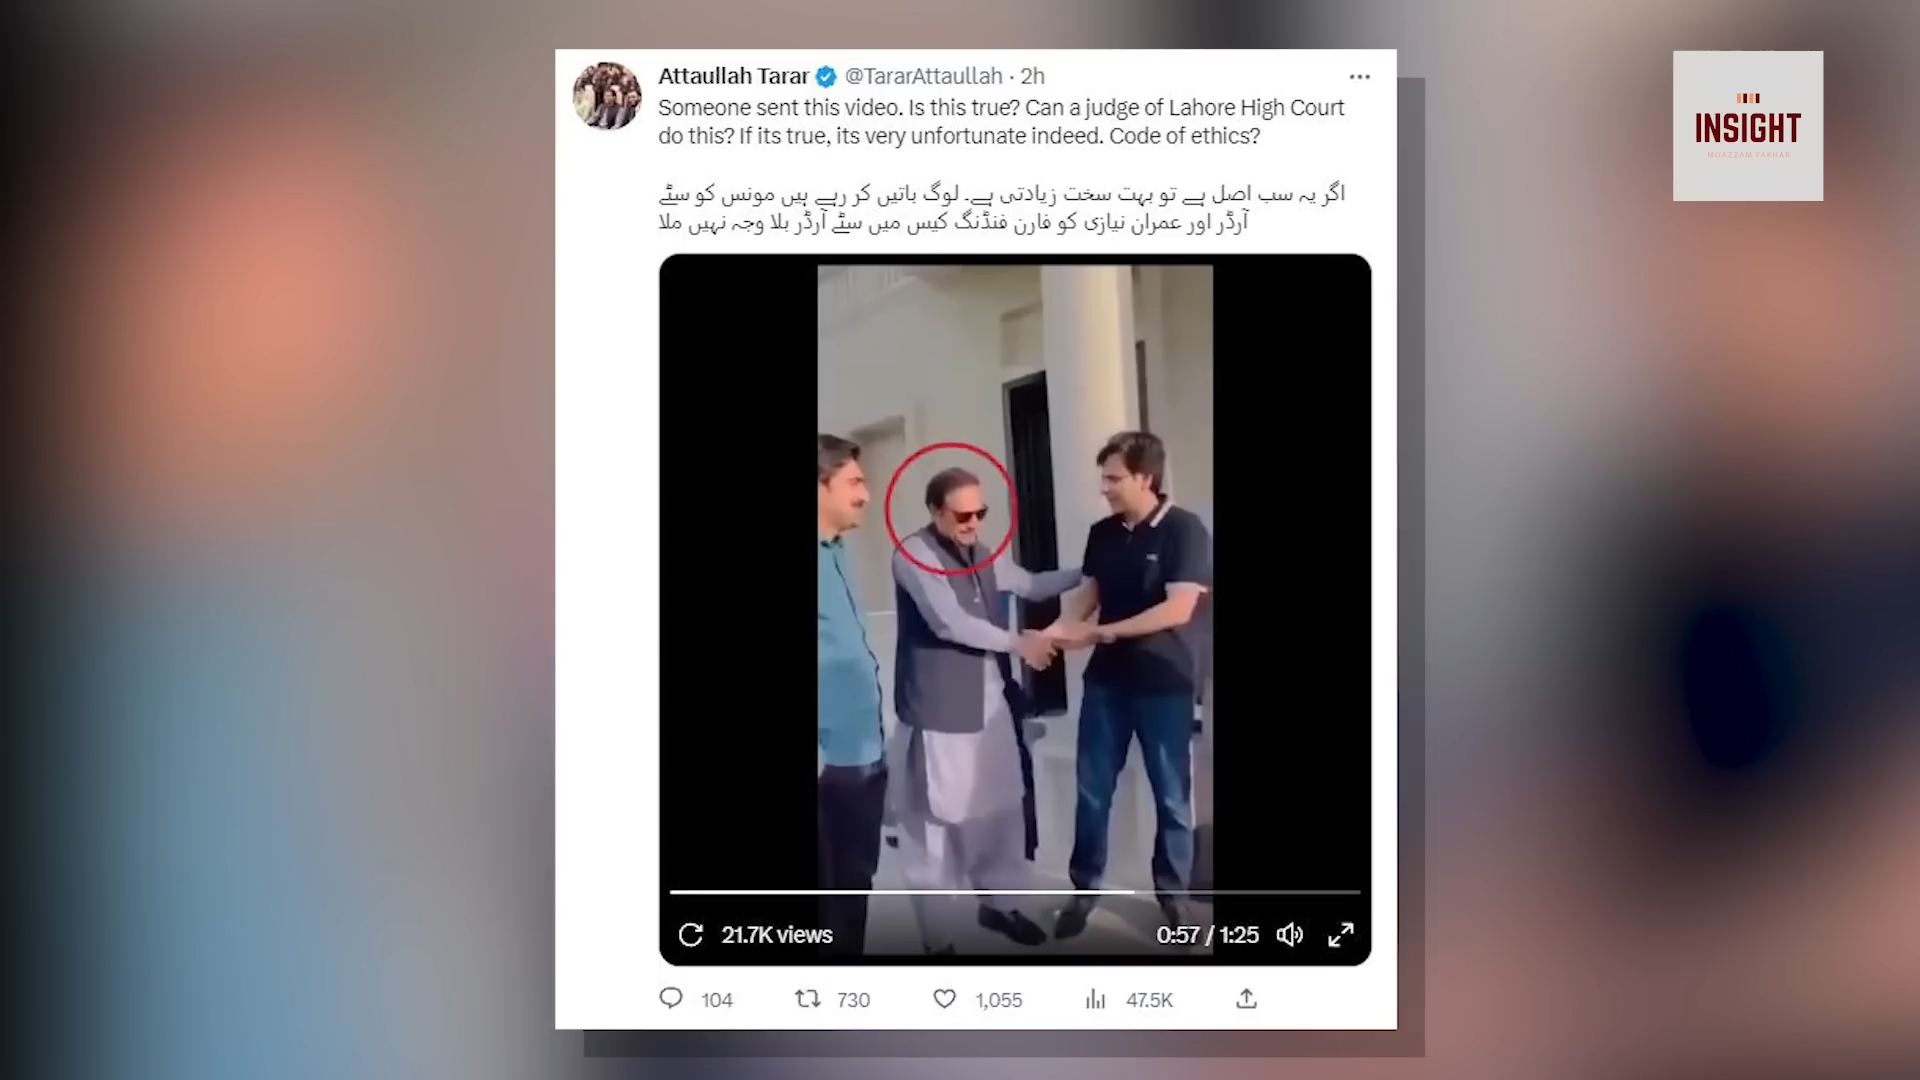 Attaullah Tarar @TararAttaullah · 2h
Someone sent this video. Is this true? Can a judge of Lahore High Court
do this? If its true, its very unfortunate indeed. Code of ethics?
اگر یہ سب اصل ہے تو بہت سخت زیادتی ہے۔ لوگ باتیں کر رہے ہیں مونس کو سٹے
آرڈر اور عمران نیازی کو فارن فنڈنگ کیس میں سٹے آرڈر بلا وجہ نہیں ملا
21.7K views
0:57 / 1:25
104
730
1,055
47.5K
INSIGHT
MOAZZAM FAKHAR